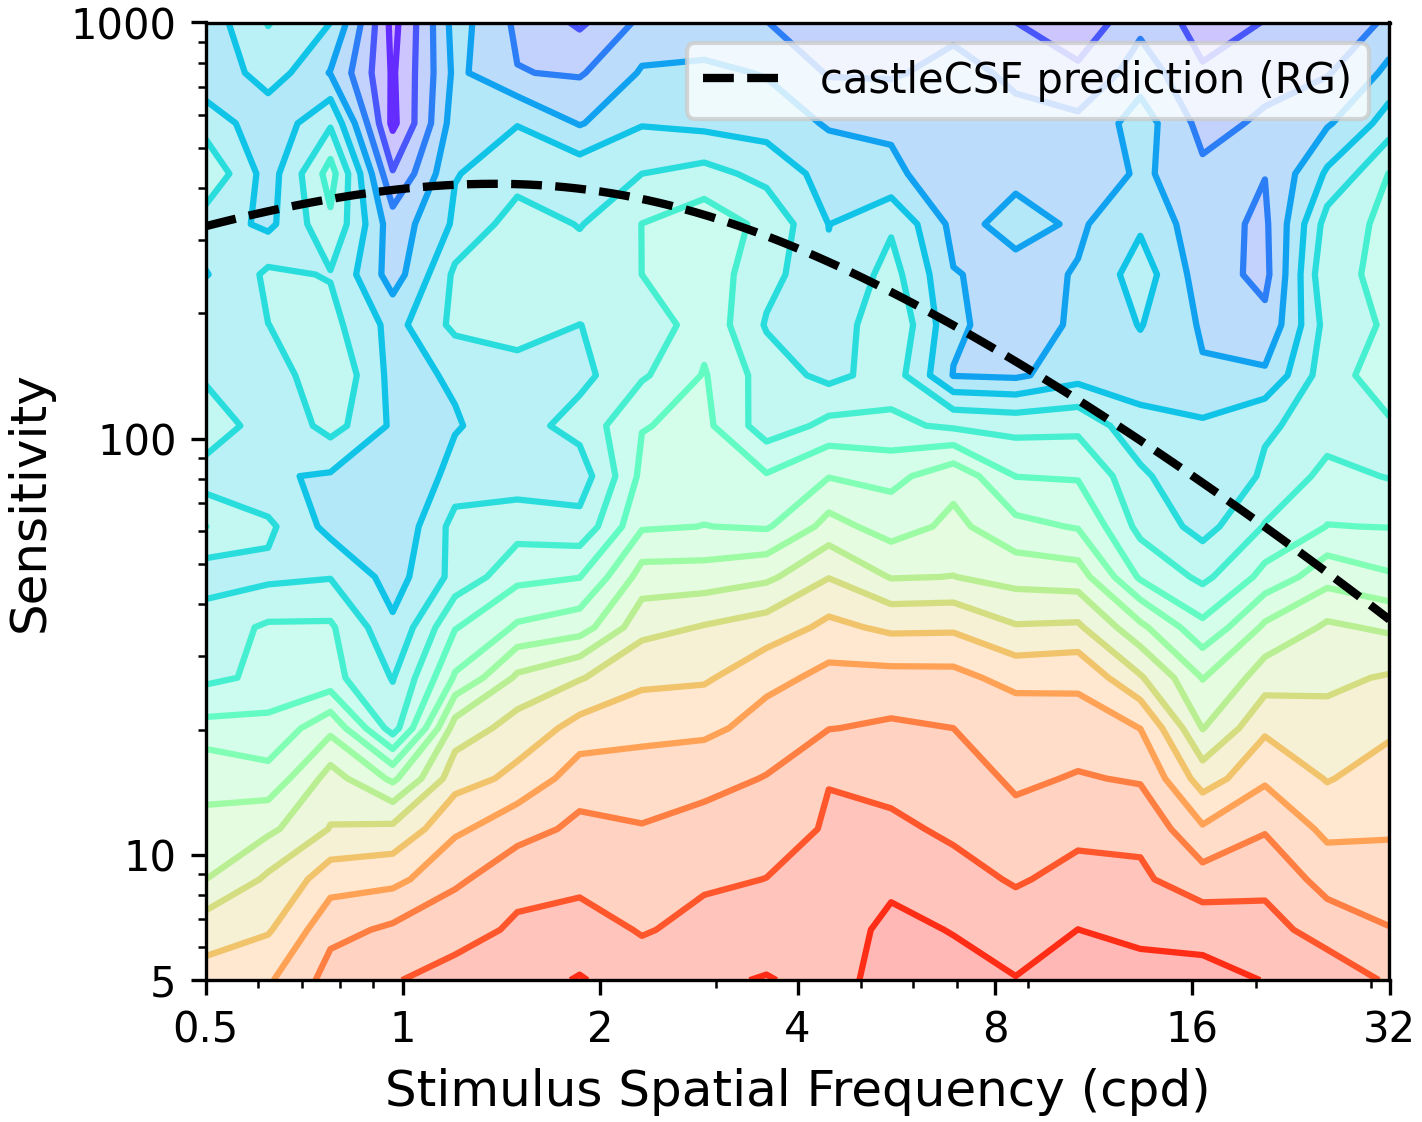 1000
100
10
5
Sensitivity
castleCSF prediction (RG)
0.5 1 2 4 8 16 32
Stimulus Spatial Frequency (cpd)